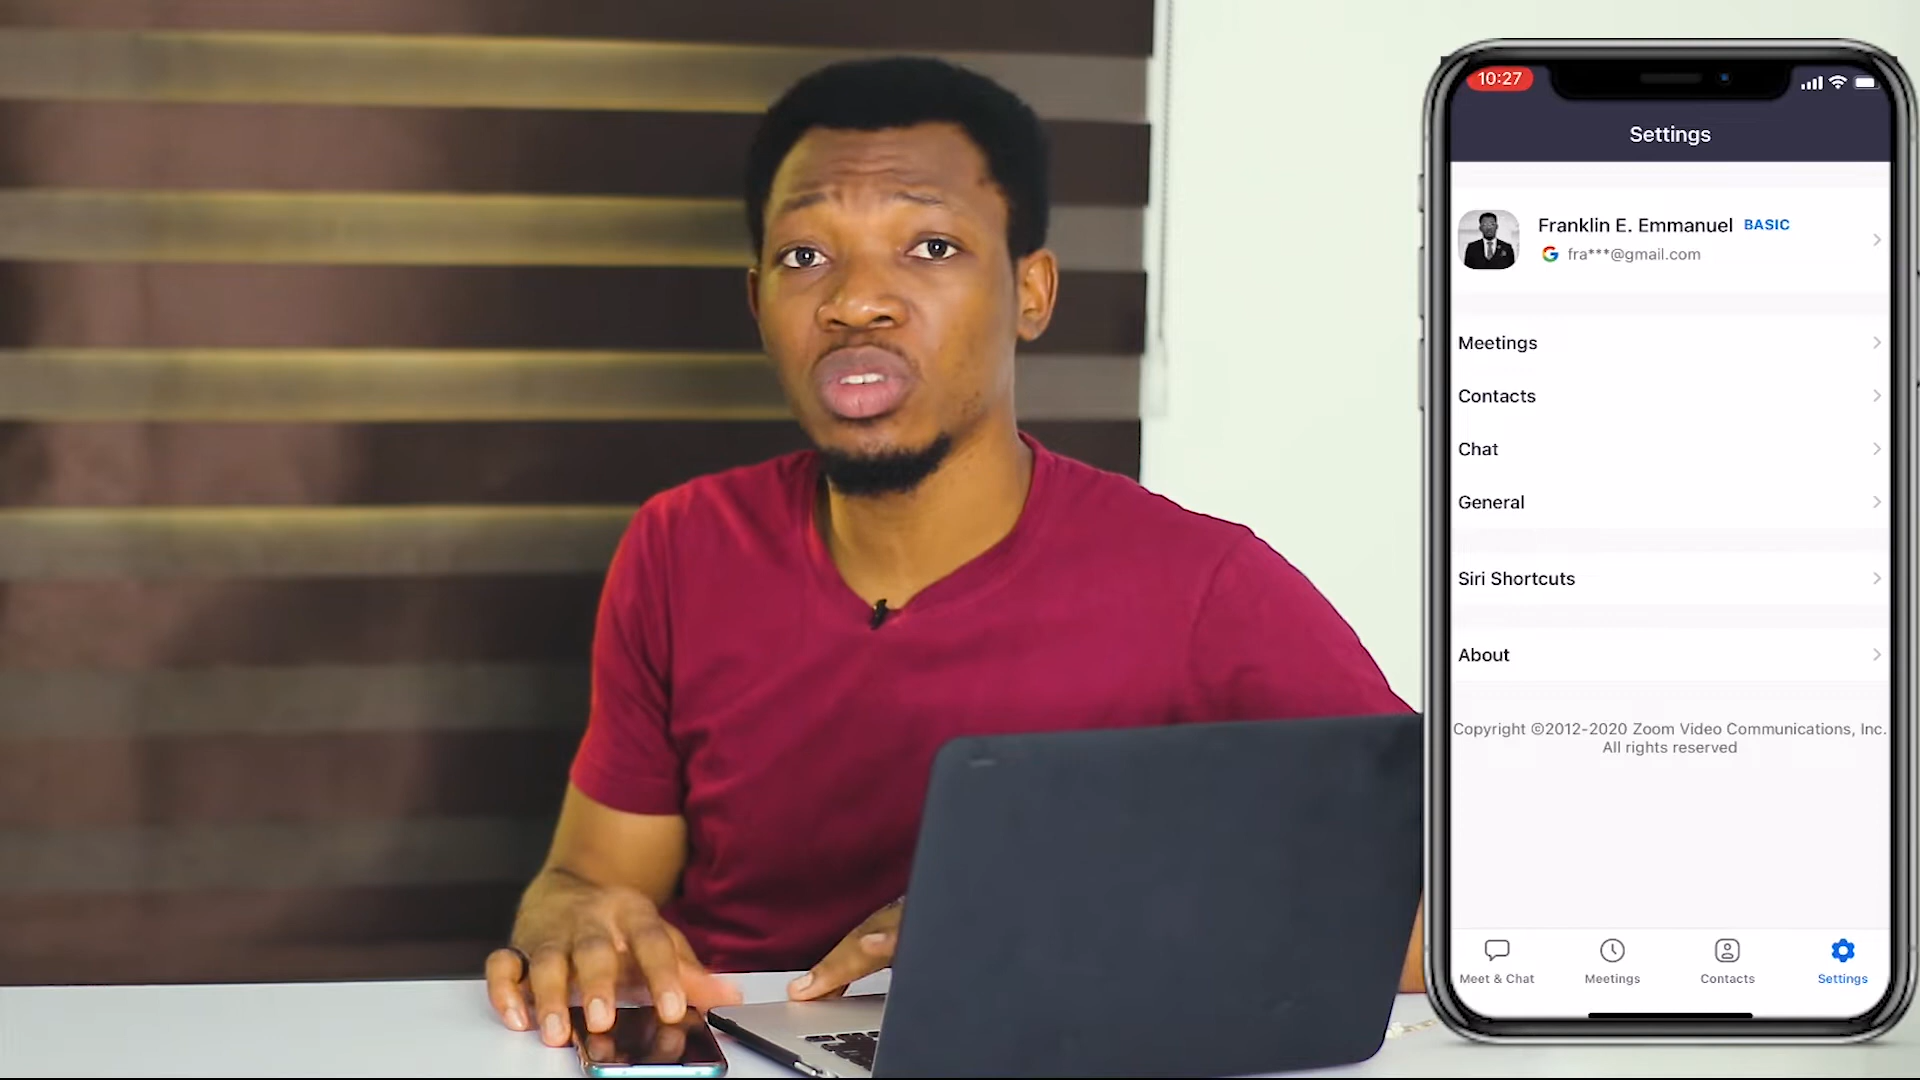 10:27
Settings
Franklin E. Emmanuel BASIC
fra***@gmail.com
Meetings
Contacts
Chat
General
Siri Shortcuts
About
Copyright ©2012-2020 Zoom Video Communications, Inc.
All rights reserved
Meet & Chat
Meetings
Contacts
Settings